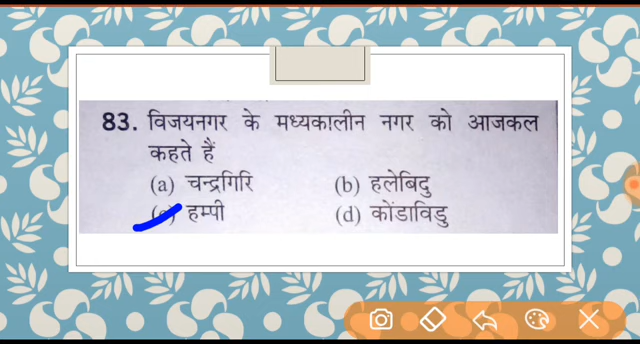 83. विजयनगर के मध्यकालीन नगर को आजकल
कहते हैं
(a) चन्द्रगिरि (b) हलेबिदु
(c) हम्पी (d) कोंडाविडु